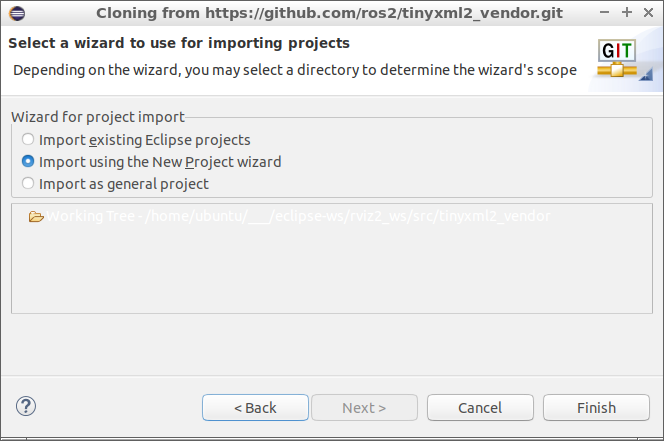 Cloning from https://github.com/ros2/tinyxml2_vendor.git
Select a wizard to use for importing projects
Depending on the wizard, you may select a directory to determine the wizard's scope
GIT
Wizard for project import
Import existing Eclipse projects
Import using the New Project wizard
Import as general project
Working Tree - /home/ubuntu/___/eclipse-ws/rviz2_ws/src/tinyxml2_vendor
?
< Back
Next >
Cancel
Finish